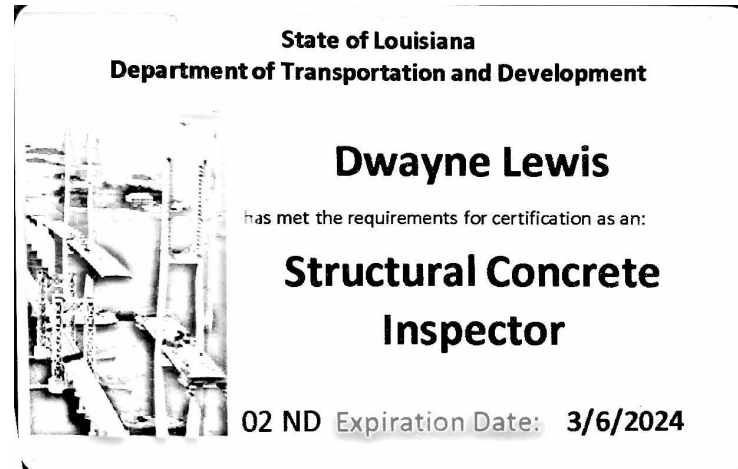 State of Louisiana
Department of Transportation and Development
Dwayne Lewis
has met the requirements for certification as an:
Structural Concrete
Inspector
02 ND Expiration Date: 3/6/2024